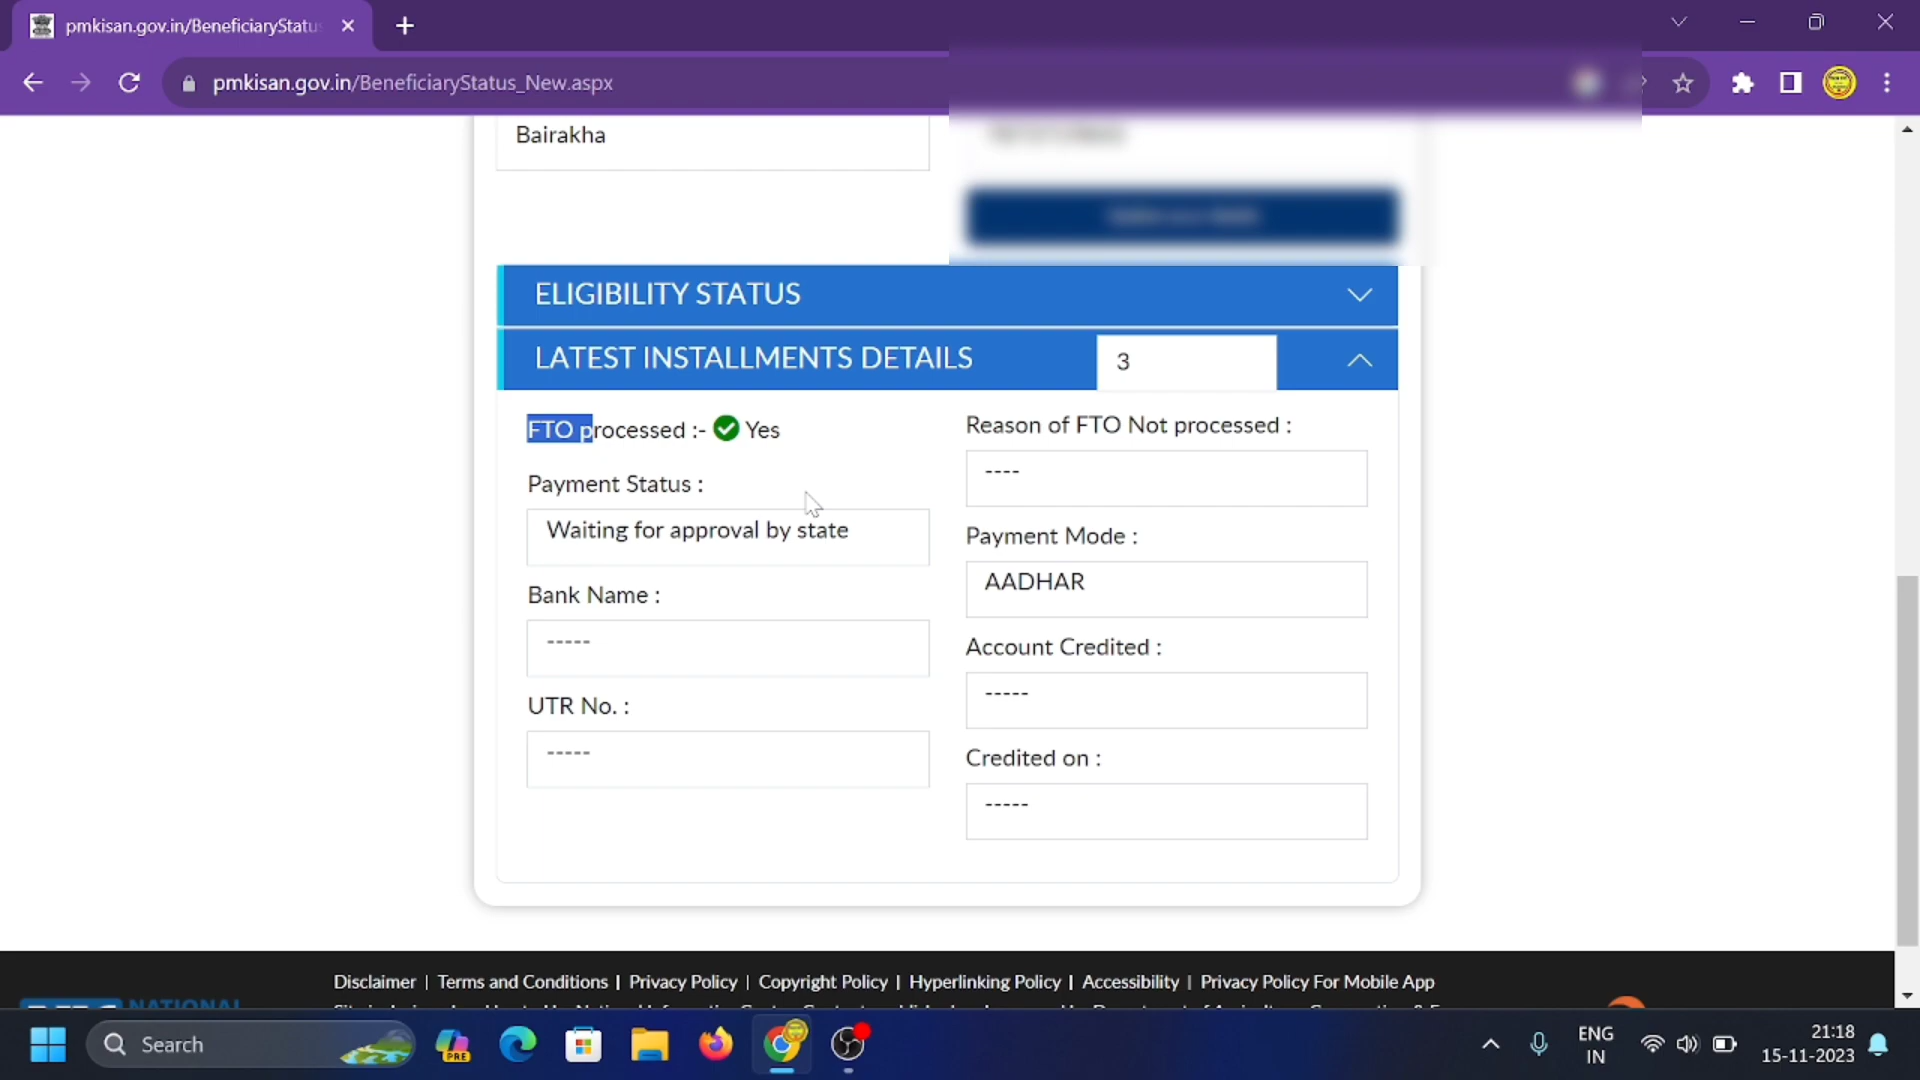 pmkisan.gov.in/BeneficiaryStatu
pmkisan.gov.in/BeneficiaryStatus_New.aspx
Bairakha
ELIGIBILITY STATUS
LATEST INSTALLMENTS DETAILS 3
FTO processed :- Yes
Reason of FTO Not processed :
----
Payment Status :
Waiting for approval by state
Payment Mode :
AADHAR
Bank Name :
-----
Account Credited :
-----
UTR No. :
-----
Credited on :
-----
Disclaimer | Terms and Conditions | Privacy Policy | Copyright Policy | Hyperlinking Policy | Accessibility | Privacy Policy For Mobile App
NATIONAL
Search
PRE
ENG
IN
21:18
15-11-2023